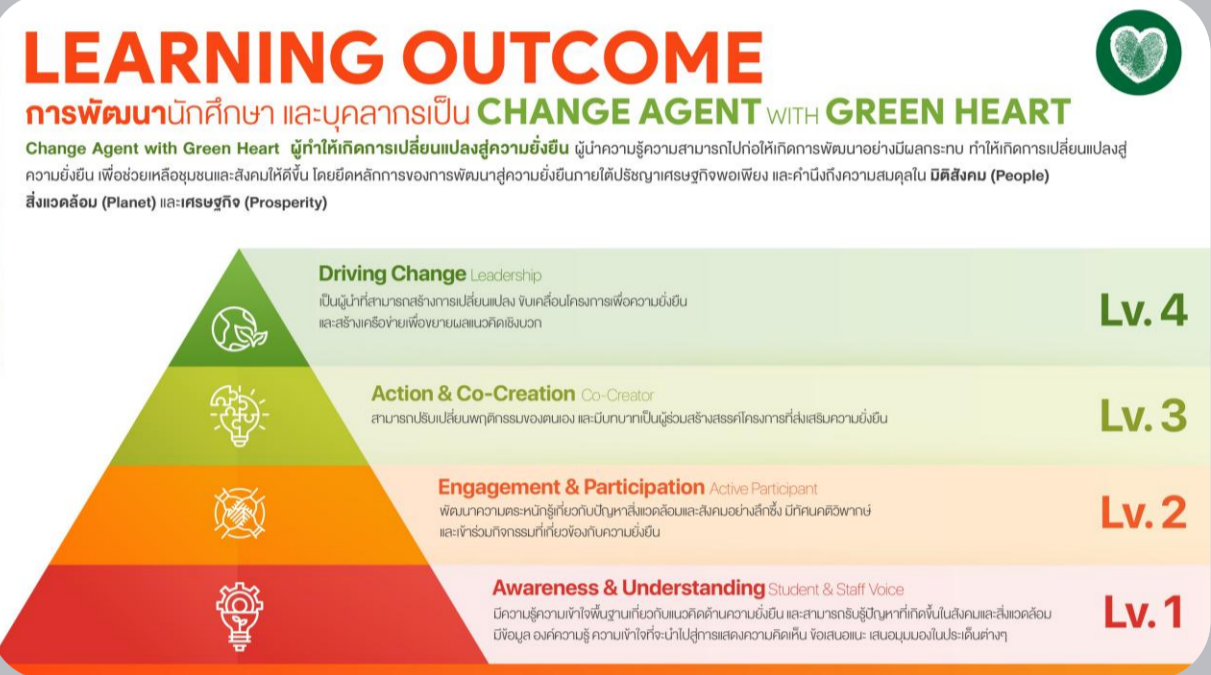 LEARNING OUTCOME
การพัฒนานักศึกษา และบุคลากรเป็น CHANGE AGENT WITH GREEN HEART
Change Agent with Green Heart ผู้ทำให้เกิดการเปลี่ยนแปลงสู่ความยั่งยืน ผู้นำความรู้ความสามารถไปก่อให้เกิดการพัฒนาอย่างมีผลกระทบ ทำให้เกิดการเปลี่ยนแปลงสู่
ความยั่งยืน เพื่อช่วยเหลือชุมชนและสังคมให้ดีขึ้น โดยยึดหลักการของการพัฒนาสู่ความยั่งยืนภายใต้ปรัชญาเศรษฐกิจพอเพียง และคำนึงถึงความสมดุลใน มิติสังคม (People)
สิ่งแวดล้อม (Planet) และเศรษฐกิจ (Prosperity)
Driving Change Leadership
เป็นผู้นำที่สามารถสร้างการเปลี่ยนแปลง ขับเคลื่อนโครงการเพื่อความยั่งยืน
และสร้างเครือข่ายเพื่อขยายผลแนวคิดเชิงบวก
Lv. 4
Action & Co-Creation Co-Creator
สามารถปรับเปลี่ยนพฤติกรรมของตนเอง และมีบทบาทเป็นผู้ร่วมสร้างสรรค์โครงการที่ส่งเสริมความยั่งยืน
Lv. 3
Engagement & Participation Active Participant
พัฒนาความตระหนักรู้เกี่ยวกับปัญหาสิ่งแวดล้อมและสังคมอย่างลึกซึ้ง มีทัศนคติวิพากษ์
และเข้าร่วมกิจกรรมที่เกี่ยวข้องกับความยั่งยืน
Lv. 2
Awareness & Understanding Student & Staff Voice
มีความรู้ความเข้าใจพื้นฐานเกี่ยวกับแนวคิดด้านความยั่งยืน และสามารถรับรู้ปัญหาที่เกิดขึ้นในสังคมและสิ่งแวดล้อม
มีข้อมูล องค์ความรู้ ความเข้าใจที่จะนำไปสู่การแสดงความคิดเห็น ข้อเสนอแนะ เสนอมุมมองในประเด็นต่างๆ
Lv. 1